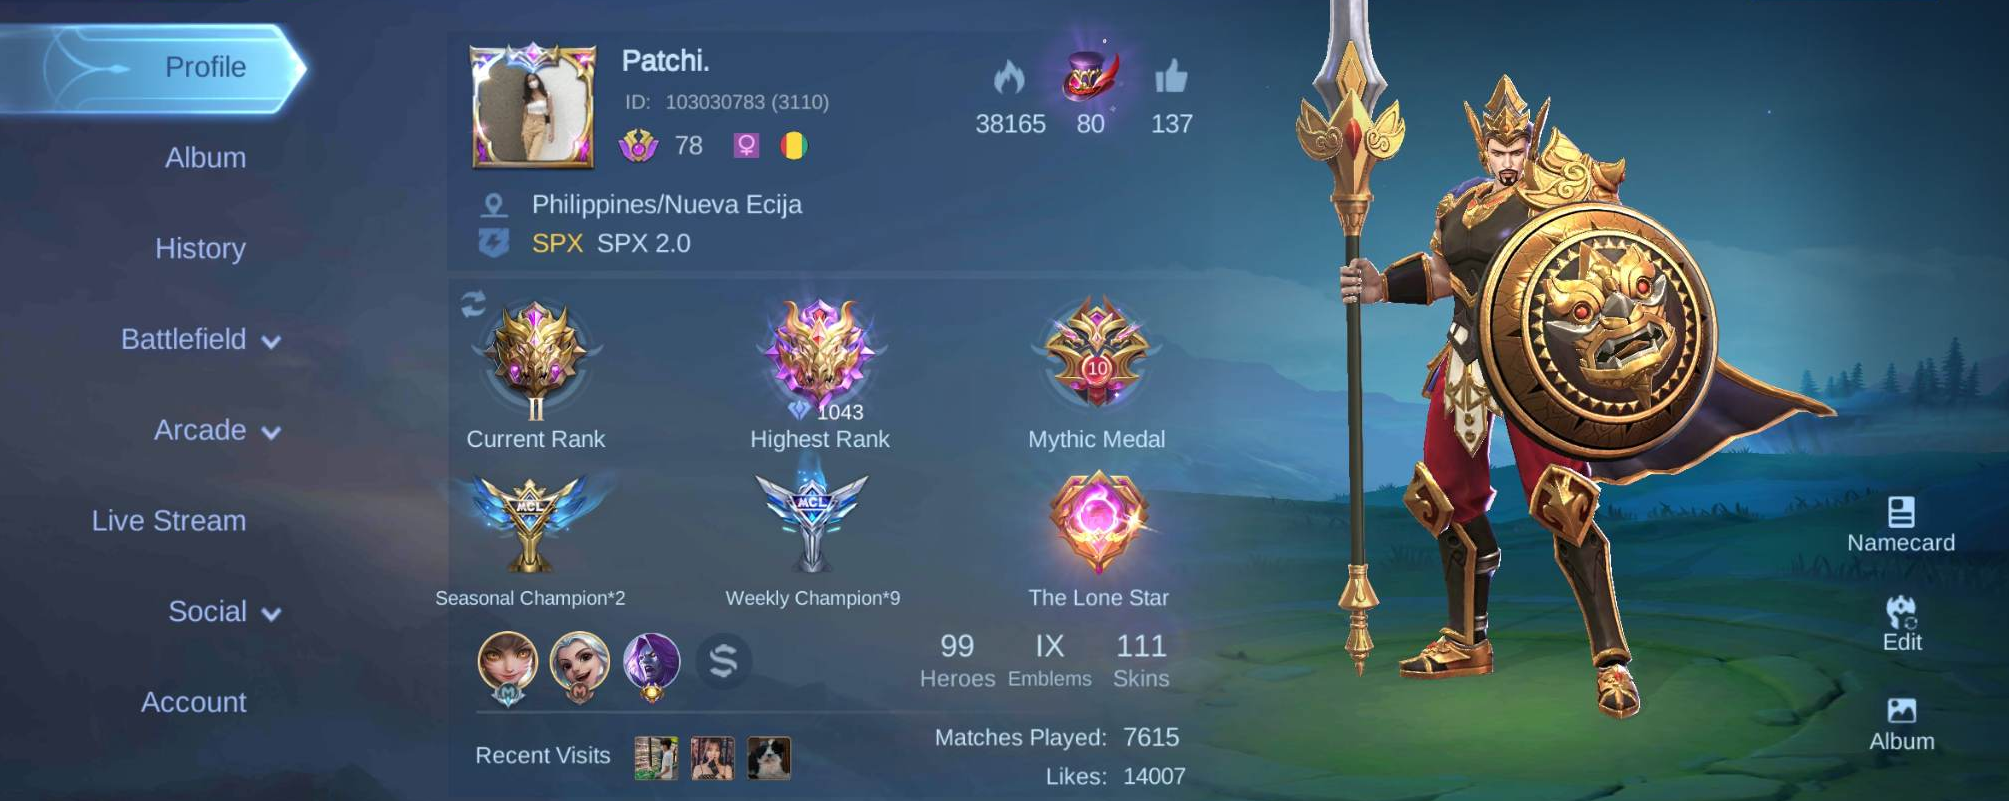 Profile
Album
History
Battlefield
Arcade
Live Stream
Social
Account
Patchi.
ID: 103030783 (3110)
78
38165 80 137
Philippines/Nueva Ecija
SPX SPX 2.0
II
1043
10
Current Rank
Highest Rank
Mythic Medal
MCL
MCL
Seasonal Champion*2
Weekly Champion*9
The Lone Star
M
M
99 IX 111
Heroes Emblems Skins
Recent Visits
Matches Played: 7615
Likes: 14007
Namecard
Edit
Album